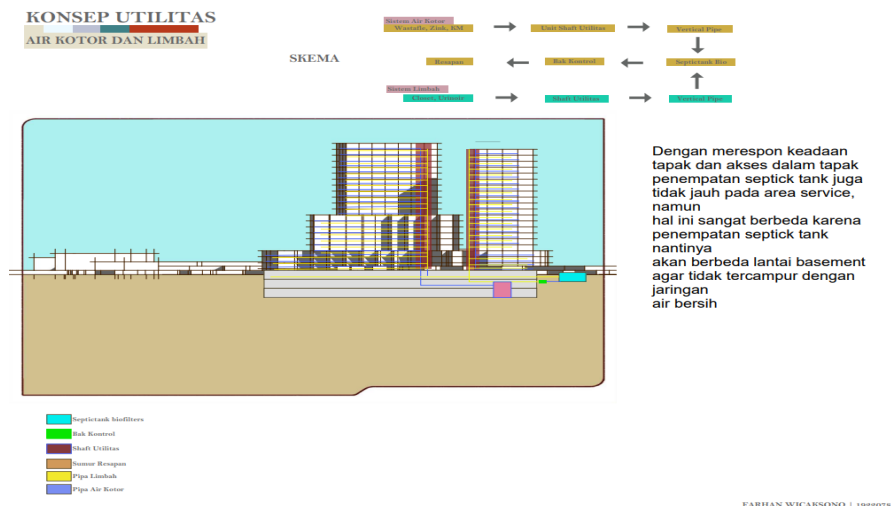 KONSEP UTILITAS
AIR KOTOR DAN LIMBAH
SKEMA
Sistem Air Kotor
Wastafle, Zink, KM
Unit Shaft Utilitas
Vertical Pipe
Resapan
Bak Kontrol
Septictank Bio
Sistem Limbah
Closet, Urinoir
Shaft Utilitas
Vertical Pipe
Dengan merespon keadaan
tapak dan akses dalam tapak
penempatan septick tank juga
tidak jauh pada area service,
namun
hal ini sangat berbeda karena
penempatan septick tank
nantinya
akan berbeda lantai basement
agar tidak tercampur dengan
jaringan
air bersih
Septictank biofilters
Bak Kontrol
Shaft Utilitas
Sumur Resapan
Pipa Limbah
Pipa Air Kotor
FARHAN WICAKSONO | 1922078